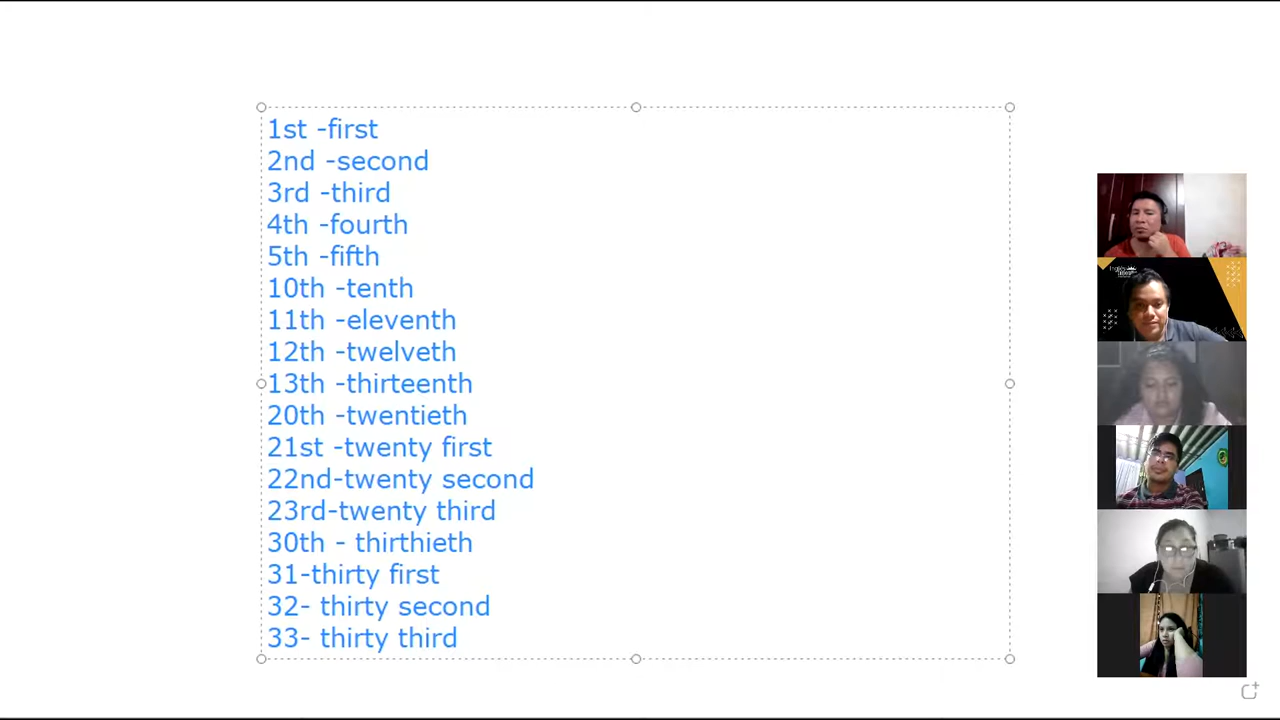 1st -first
2nd -second
3rd -third
4th -fourth
5th -fifth
10th -tenth
11th -eleventh
12th -twelveth
13th -thirteenth
20th -twentieth
21st -twenty first
22nd-twenty second
23rd-twenty third
30th - thirthieth
31-thirty first
32- thirty second
33- thirty third